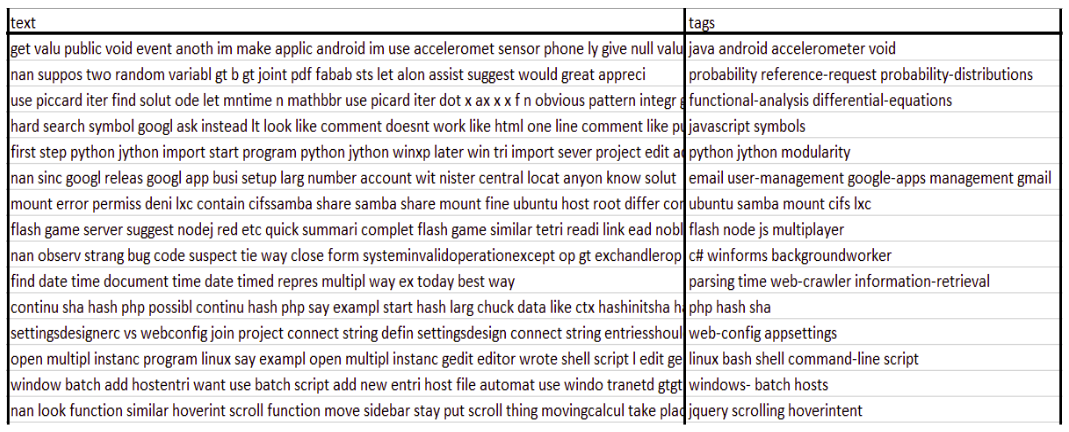 text tags
get valu public void event anoth im make applic android im use acceleromet sensor phone ly give null valu java android accelerometer void
nan suppos two random variabl gt b gt joint pdf fabab sts let alon assist suggest would great appreci probability reference-request probability-distributions
use piccard iter find solut ode let mntime n mathbbr use picard iter dot x ax x x f n obvious pattern integr functional-analysis differential-equations
hard search symbol googl ask instead lt look like comment doesnt work like html one line comment like javascript symbols
first step python jython import start program python jython winxp later win tri import sever project edit python jython modularity
nan sinc googl releas googl app busi setup larg number account wit nister central locat anyon know solut email user-management google-apps management gmail
mount error permiss deni lxc contain cifssamba share samba share mount fine ubuntu host root differ ubuntu samba mount cifs lxc
flash game server suggest nodej red etc quick summari complet flash game similar tetri readi link ead flash node js multiplayer
nan observ strang bug code suspect tie way close form systeminvalidoperationexcept op gt exchandlerop c# winforms backgroundworker
find date time document time date timed repres multipl way ex today best way parsing time web-crawler information-retrieval
continu sha hash php possibl continu hash php say exampl start hash larg chuck data like ctx hashinitsha php hash sha
settingsdesignerc vs webconfig join project connect string defin settingsdesign connect string entriesshoul web-config appsettings
open multipl instanc program linux say exampl open multipl instanc gedit editor wrote shell script l edit ge linux bash shell command-line script
window batch add hostentri want use batch script add new entri host file automat use windo tranetd gtgt windows- batch hosts
nan look function similar hoverint scroll function move sidebar stay put scroll thing movingcalcul take jquery scrolling hoverintent